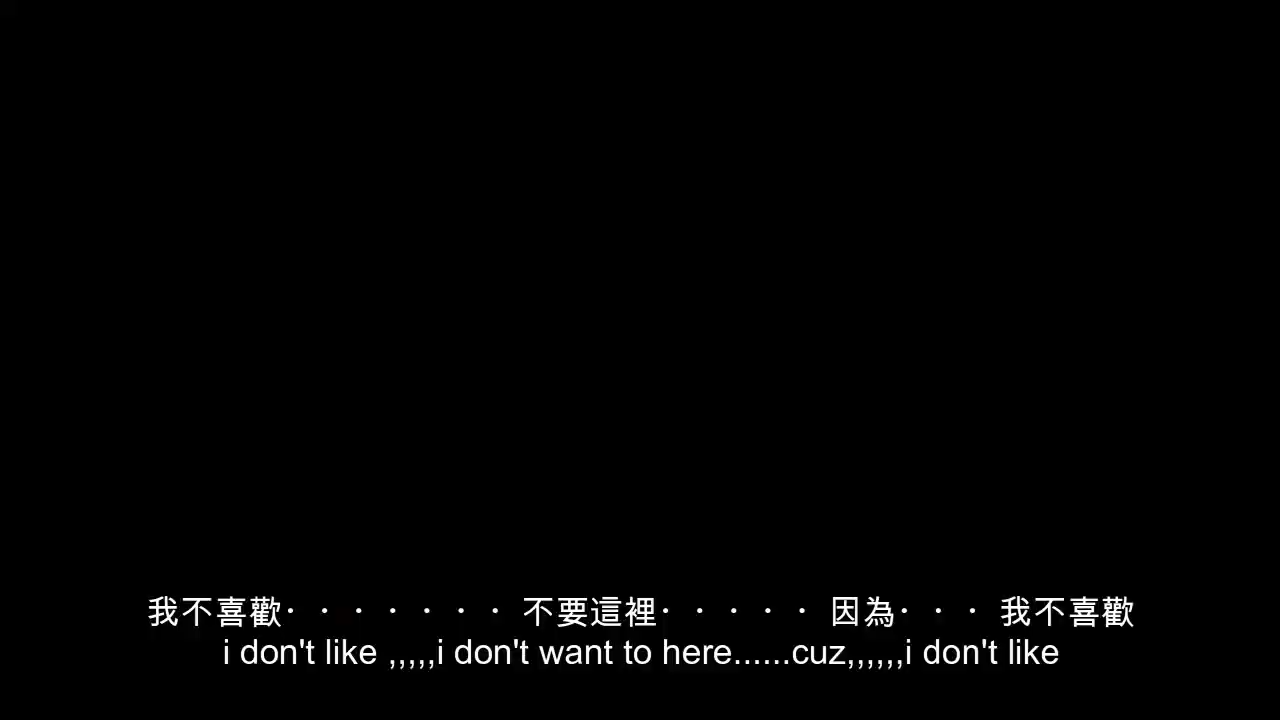 我不喜歡・・・・・・・不要這裡・・・・・因為・・・我不喜歡
i don't like ,,,,,i don't want to here......cuz,,,,,,i don't like